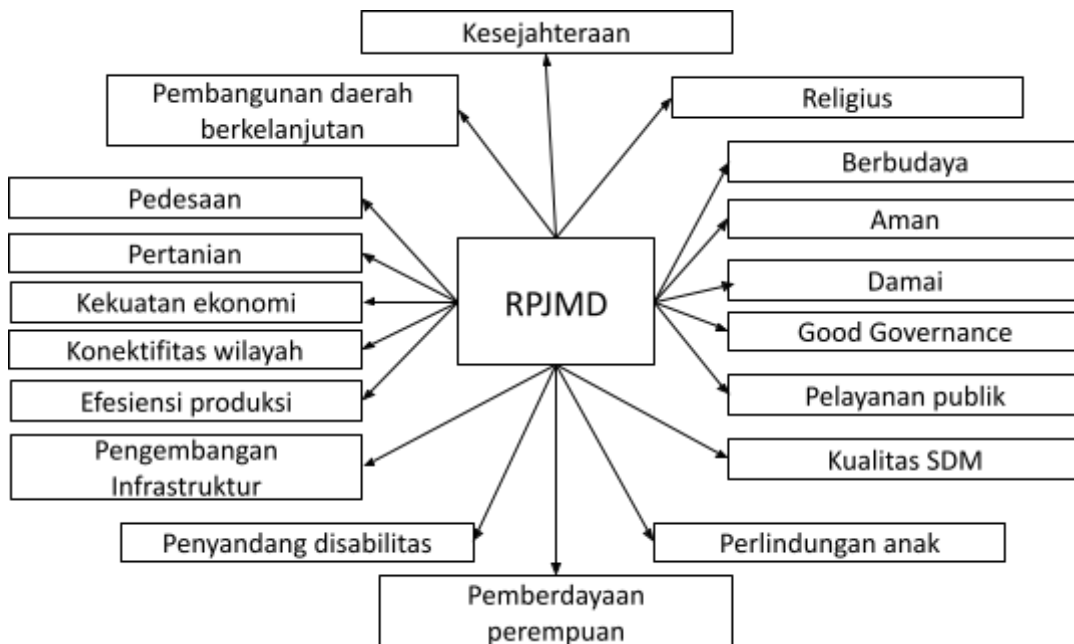 Kesejahteraan
Pembangunan daerah
berkelanjutan
Religius
Berbudaya
Pedesaan
Aman
Pertanian
Damai
Kekuatan ekonomi
RPJMD
Good Governance
Konektifitas wilayah
Efesiensi produksi
Pelayanan publik
Pengembangan
Infrastruktur
Kualitas SDM
Penyandang disabilitas
Perlindungan anak
Pemberdayaan
perempuan